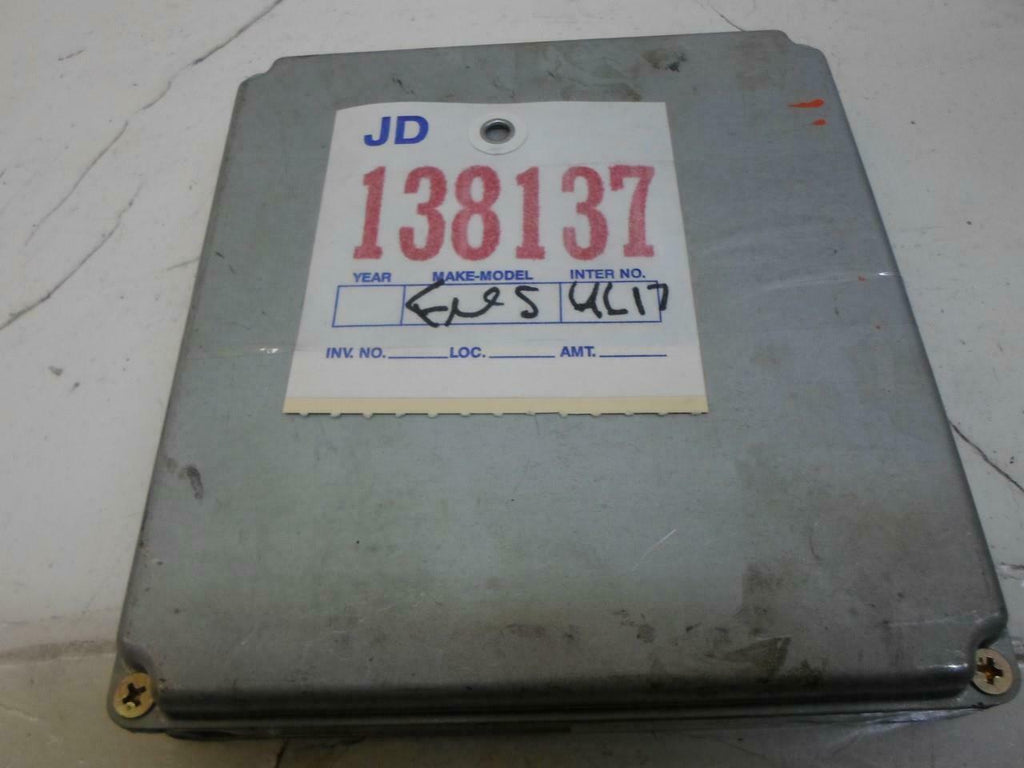 JD
138137
YEAR MAKE-MODEL INTER NO.
INV. NO. LOC. AMT.